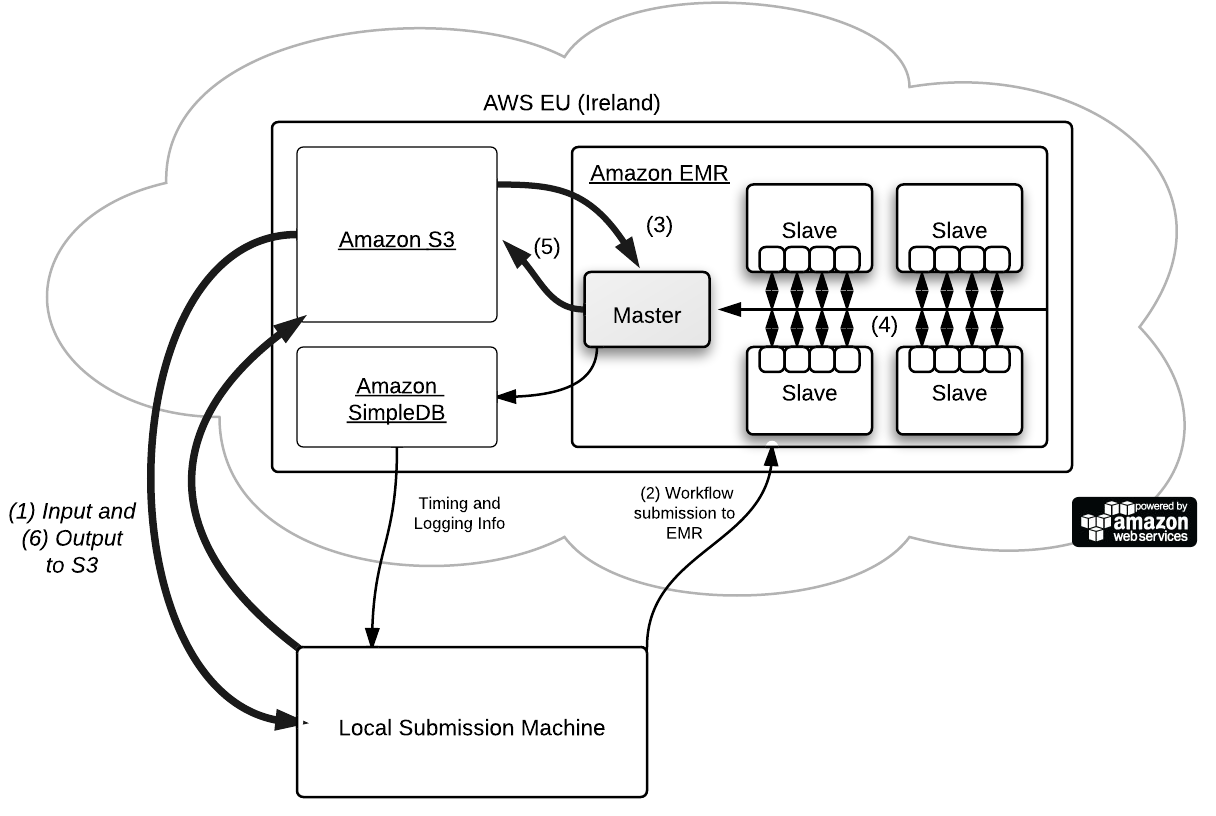 AWS EU (Ireland)
Amazon EMR
Amazon S3
(3)
(5)
Master
Slave
Slave
(4)
Slave
Slave
Amazon
SimpleDB
(1) Input and
(6) Output
to S3
Timing and
Logging Info
(2) Workflow
submission to
EMR
powered by
amazon
webservices
Local Submission Machine